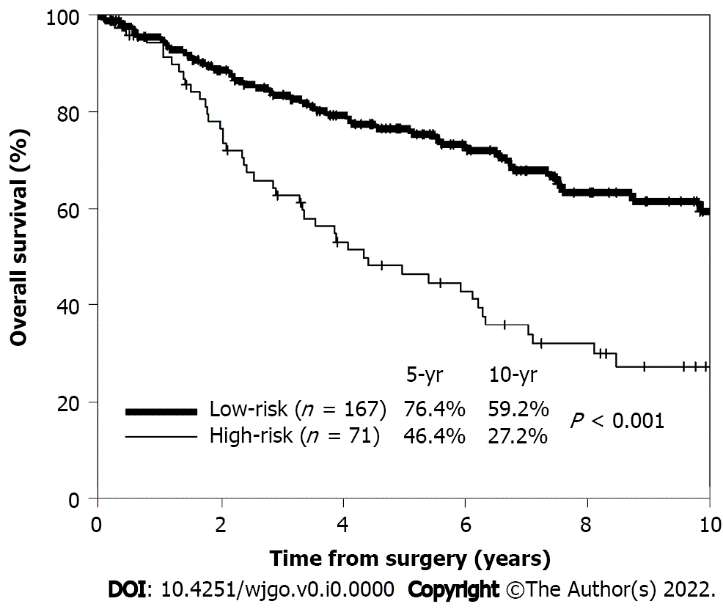 100
80
60
40
20
0
Overall survival (%)
5-yr 10-yr
Low-risk (n = 167) 76.4% 59.2%
High-risk (n = 71) 46.4% 27.2%
P < 0.001
0 2 4 6 8 10
Time from surgery (years)
DOI: 10.4251/wjgo.v0.i0.0000 Copyright ©The Author(s) 2022.